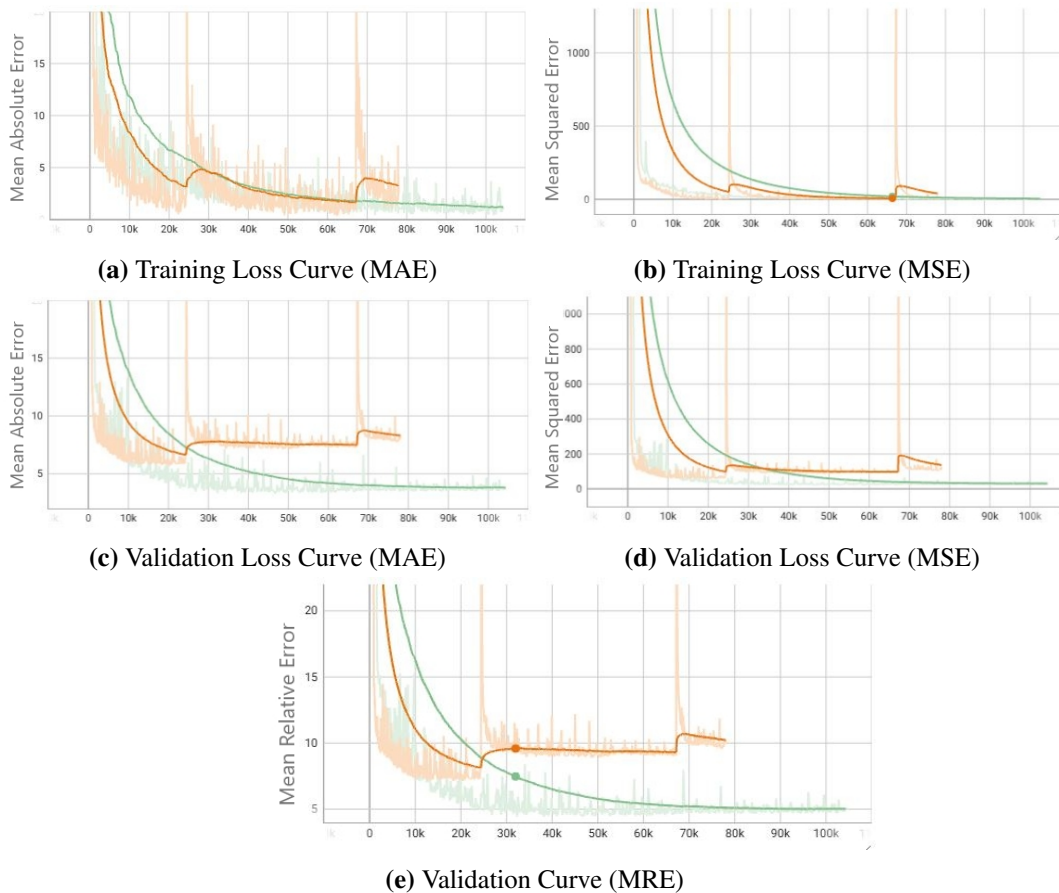 Mean Absolute Error
15
10
5
0 10k 20k 30k 40k 50k 60k 70k 80k 90k 100k
(a) Training Loss Curve (MAE)
Mean Squared Error
1000
500
0
0 10k 20k 30k 40k 50k 60k 70k 80k 90k 100k
(b) Training Loss Curve (MSE)
Mean Absolute Error
15
10
5
0 10k 20k 30k 40k 50k 60k 70k 80k 90k 100k
(c) Validation Loss Curve (MAE)
Mean Squared Error
000
800
600
400
200
0
0 10k 20k 30k 40k 50k 60k 70k 80k 90k 100k
(d) Validation Loss Curve (MSE)
Mean Relative Error
20
15
10
5
0 10k 20k 30k 40k 50k 60k 70k 80k 90k 100k
(e) Validation Curve (MRE)